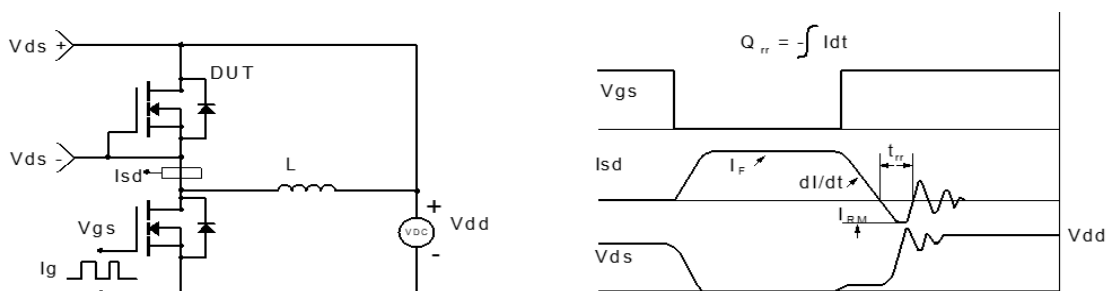 Vds +
DUT
Vds -
Isd
L
Vgs
Ig
+
VDC
-
Vdd
Q rr = -∫ Idt
Vgs
Isd
I F
dI/dt
t rr
I RM
Vds
Vdd